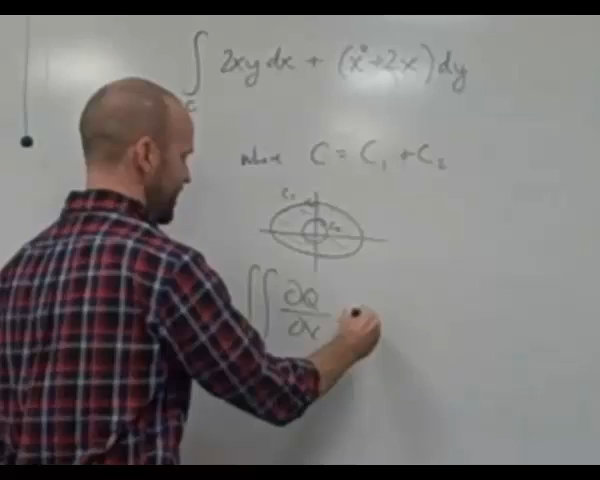 ∫_C 2xy dx + (x² + 2x) dy
where C = C₁ + C₂
∬ ∂Q/∂x